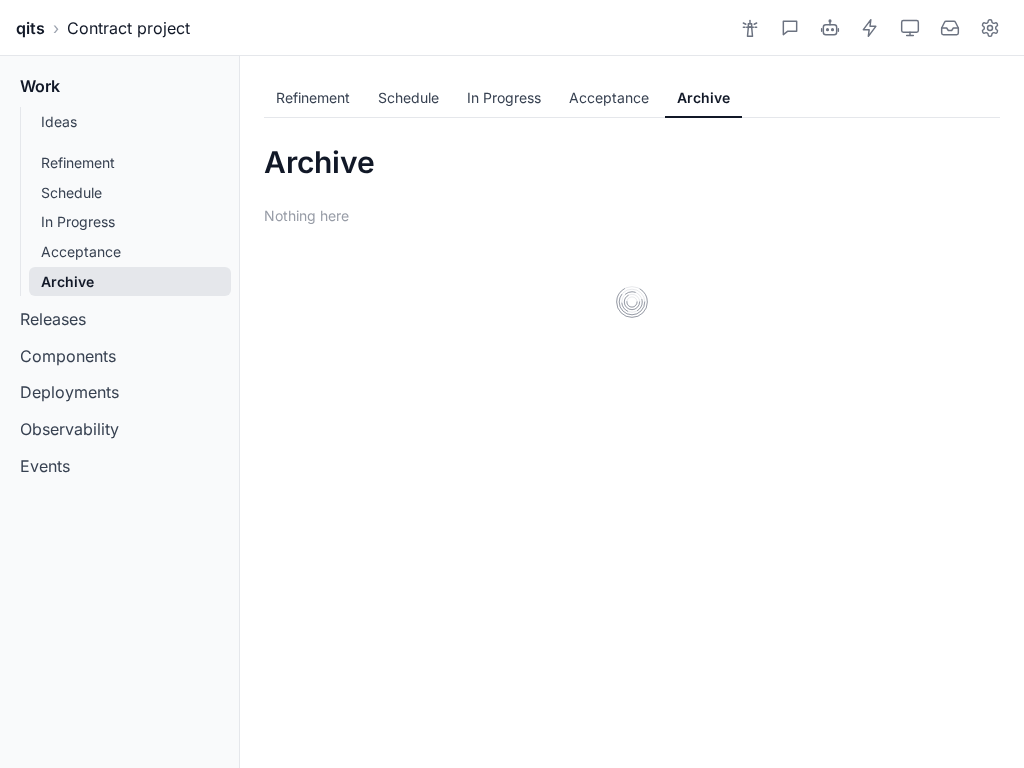 qits › Contract project
Work
Ideas
Refinement
Schedule
In Progress
Acceptance
Archive
Releases
Components
Deployments
Observability
Events
Refinement Schedule In Progress Acceptance Archive
Archive
Nothing here